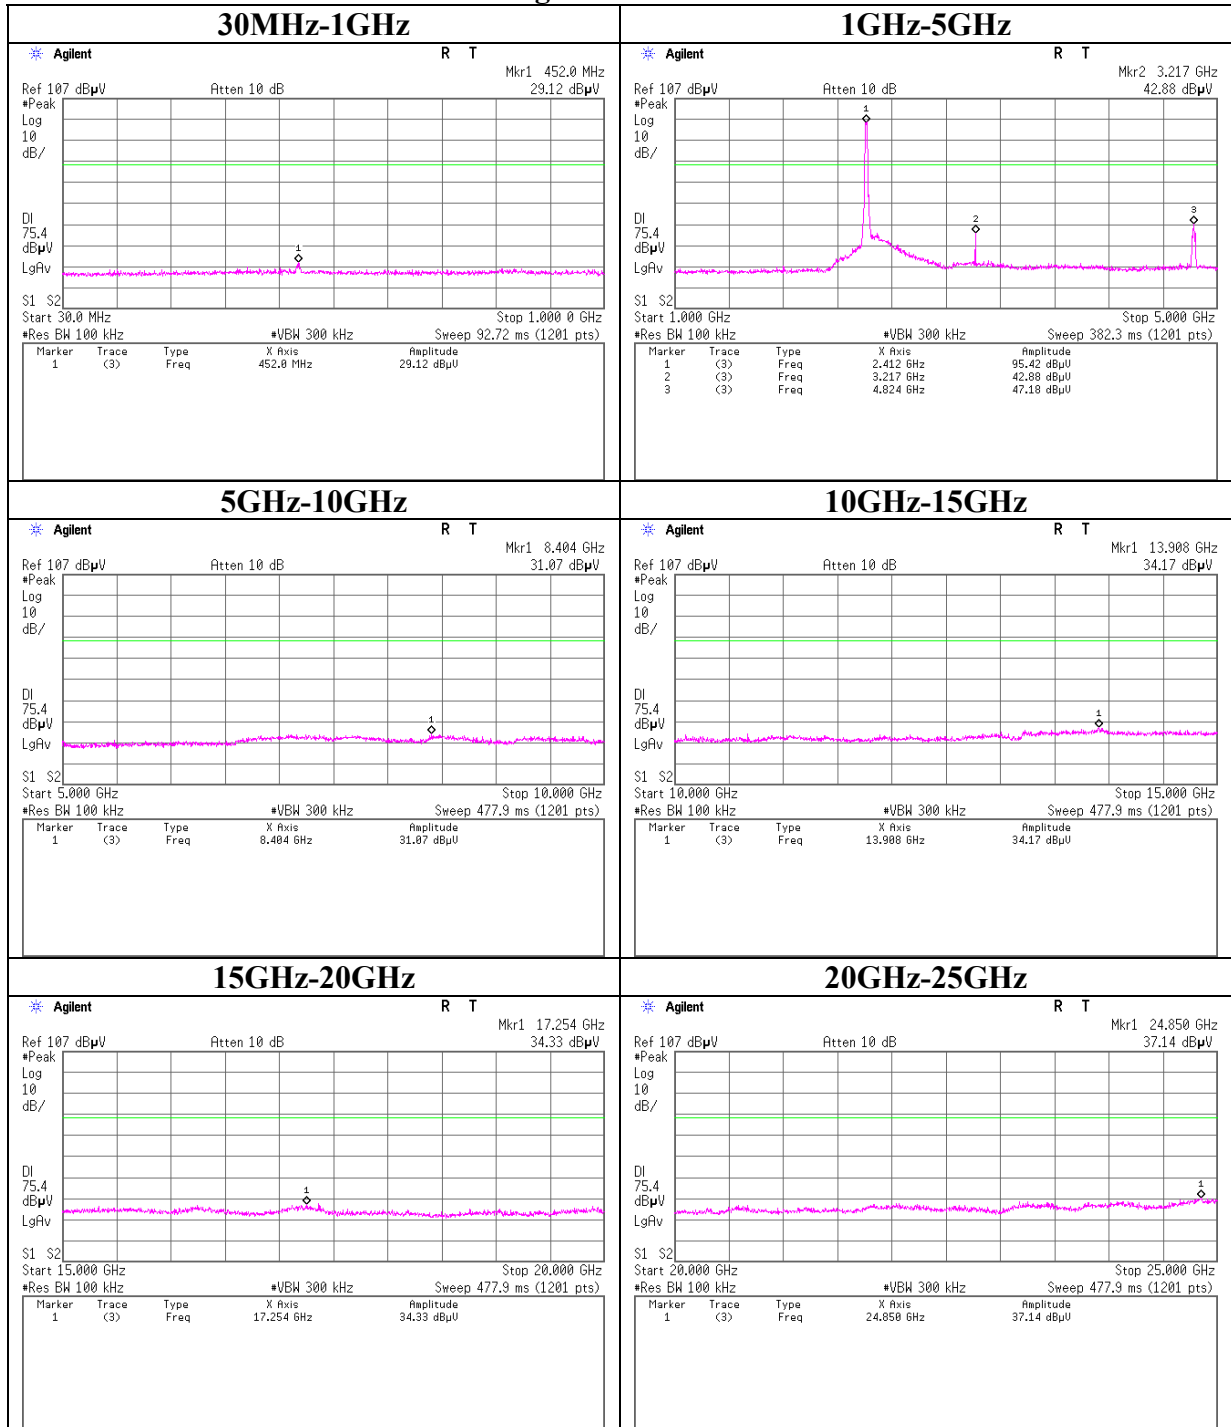 30MHz-1GHz
Agilent R T
Mkr1 452.0 MHz
Ref 107 dBµV Atten 10 dB 29.12 dBµV
#Peak
Log
10
dB/
1
DI
75.4
dBµV
LgAv
S1 S2
Start 30.0 MHz Stop 1.000 0 GHz
#Res BW 100 kHz #VBW 300 kHz Sweep 92.72 ms (1201 pts)
Marker Trace Type X Axis Amplitude
1 (3) Freq 452.0 MHz 29.12 dBµV
1GHz-5GHz
Agilent R T
Mkr2 3.217 GHz
Ref 107 dBµV Atten 10 dB 42.88 dBµV
#Peak
Log
10
dB/
1
2
3
DI
75.4
dBµV
LgAv
S1 S2
Start 1.000 GHz Stop 5.000 GHz
#Res BW 100 kHz #VBW 300 kHz Sweep 382.3 ms (1201 pts)
Marker Trace Type X Axis Amplitude
1 (3) Freq 2.412 GHz 95.42 dBµV
2 (3) Freq 3.217 GHz 42.88 dBµV
3 (3) Freq 4.824 GHz 47.18 dBµV
5GHz-10GHz
Agilent R T
Mkr1 8.404 GHz
Ref 107 dBµV Atten 10 dB 31.07 dBµV
#Peak
Log
10
dB/
1
DI
75.4
dBµV
LgAv
S1 S2
Start 5.000 GHz Stop 10.000 GHz
#Res BW 100 kHz #VBW 300 kHz Sweep 477.9 ms (1201 pts)
Marker Trace Type X Axis Amplitude
1 (3) Freq 8.404 GHz 31.07 dBµV
10GHz-15GHz
Agilent R T
Mkr1 13.908 GHz
Ref 107 dBµV Atten 10 dB 34.17 dBµV
#Peak
Log
10
dB/
1
DI
75.4
dBµV
LgAv
S1 S2
Start 10.000 GHz Stop 15.000 GHz
#Res BW 100 kHz #VBW 300 kHz Sweep 477.9 ms (1201 pts)
Marker Trace Type X Axis Amplitude
1 (3) Freq 13.908 GHz 34.17 dBµV
15GHz-20GHz
Agilent R T
Mkr1 17.254 GHz
Ref 107 dBµV Atten 10 dB 34.33 dBµV
#Peak
Log
10
dB/
1
DI
75.4
dBµV
LgAv
S1 S2
Start 15.000 GHz Stop 20.000 GHz
#Res BW 100 kHz #VBW 300 kHz Sweep 477.9 ms (1201 pts)
Marker Trace Type X Axis Amplitude
1 (3) Freq 17.254 GHz 34.33 dBµV
20GHz-25GHz
Agilent R T
Mkr1 24.850 GHz
Ref 107 dBµV Atten 10 dB 37.14 dBµV
#Peak
Log
10
dB/
1
DI
75.4
dBµV
LgAv
S1 S2
Start 20.000 GHz Stop 25.000 GHz
#Res BW 100 kHz #VBW 300 kHz Sweep 477.9 ms (1201 pts)
Marker Trace Type X Axis Amplitude
1 (3) Freq 24.850 GHz 37.14 dBµV